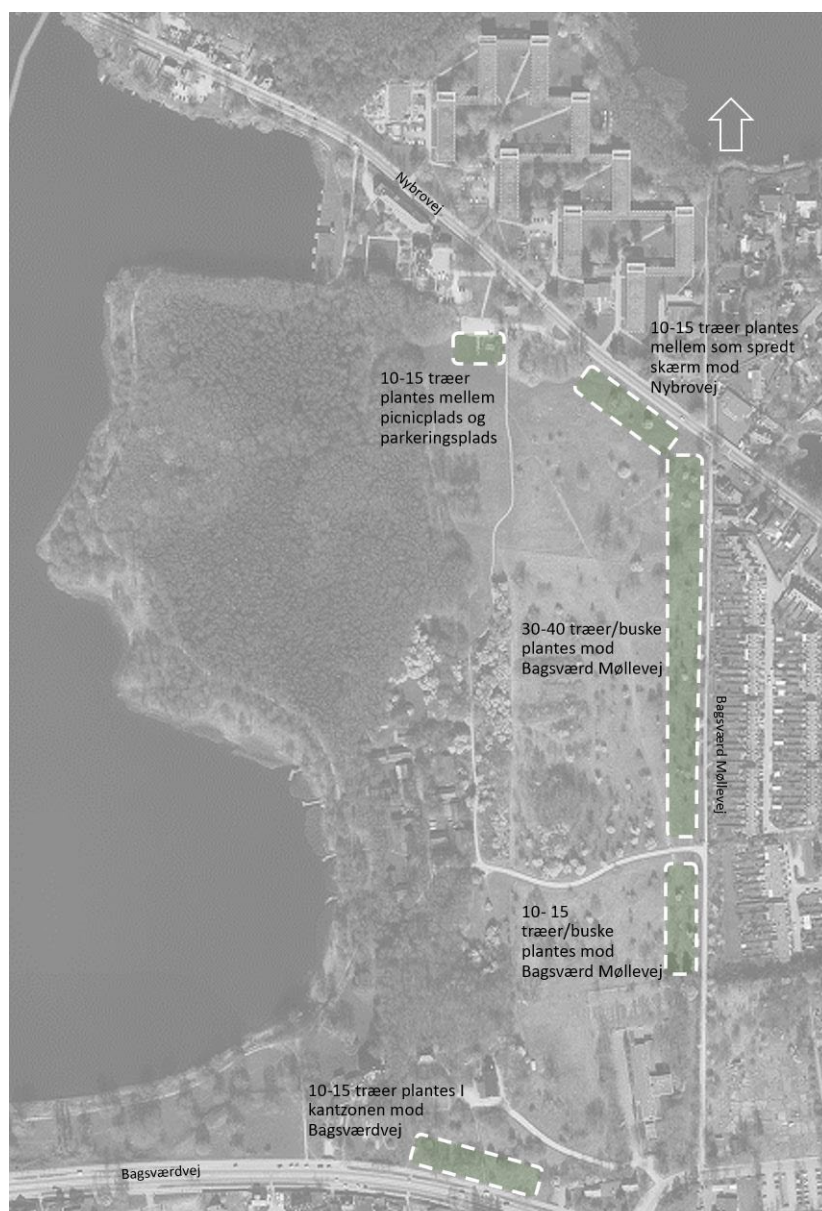 Nybrovej
10-15 træer plantes
mellem som spredt
skærm mod
Nybrovej
10-15 træer
plantes mellem
picnicplads og
parkeringsplads
30-40 træer/buske
plantes mod
Bagsværd Møllevej
Bagsværd Møllevej
10- 15
træer/buske
plantes mod
Bagsværd Møllevej
10-15 træer plantes I
kantzonen mod
Bagsværdvej
Bagsværdvej